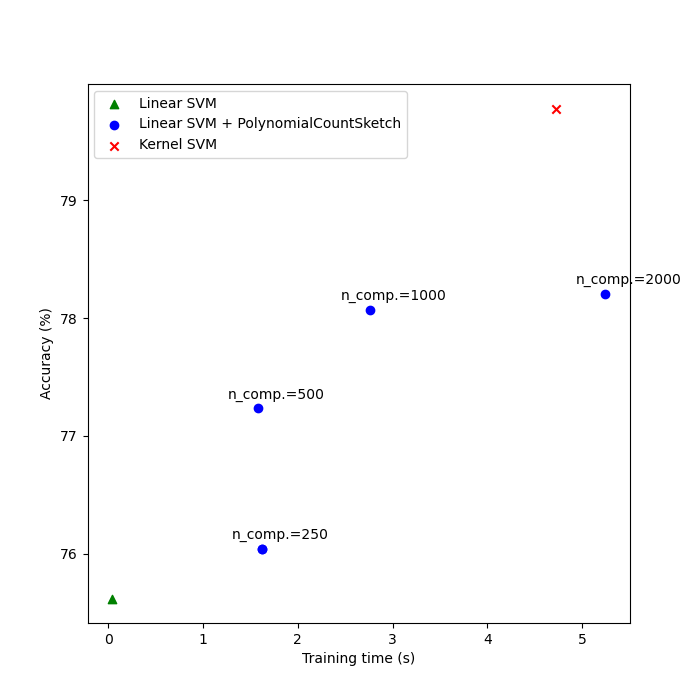 Linear SVM
Linear SVM + PolynomialCountSketch
Kernel SVM
79
n_comp.=2000
n_comp.=1000
78
n_comp.=500
77
n_comp.=250
76
Accuracy (%)
0 1 2 3 4 5
Training time (s)